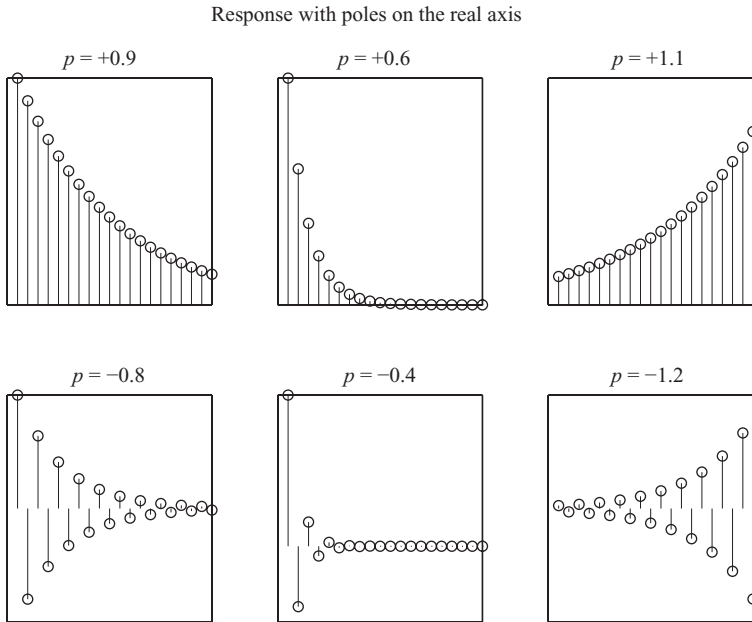 Response with poles on the real axis
p = +0.9
p = +0.6
p = +1.1
p = −0.8
p = −0.4
p = −1.2